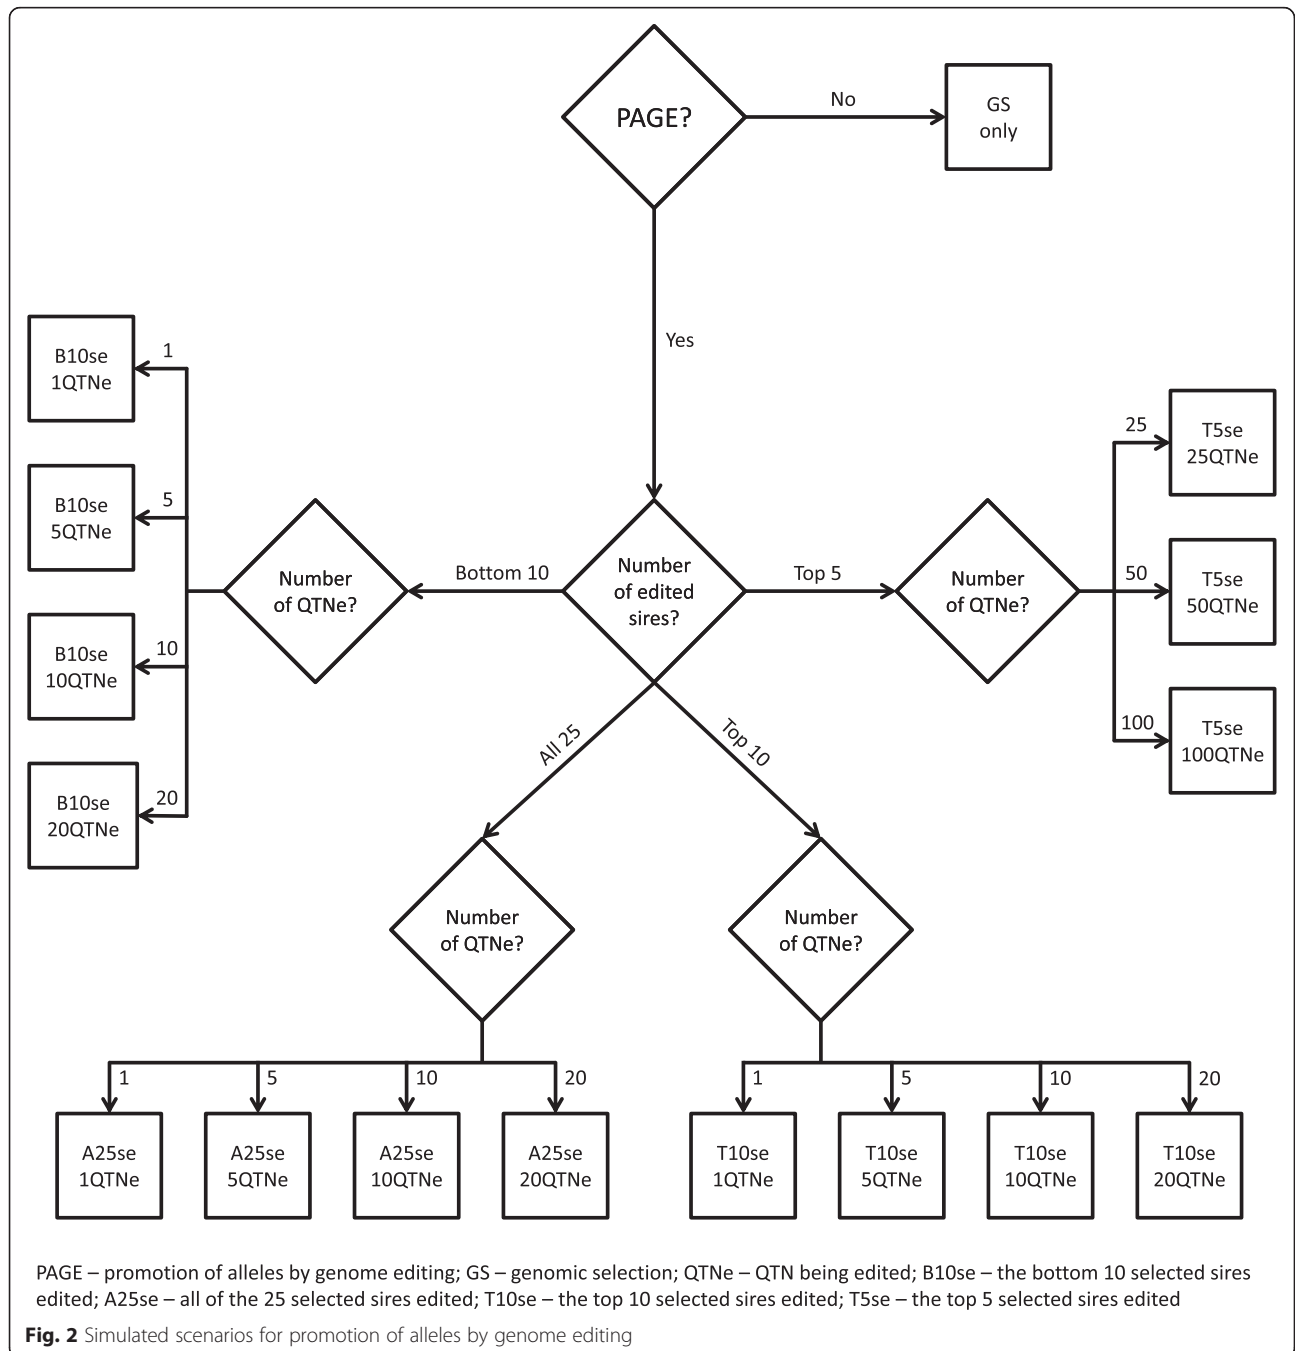 PAGE?
No
GS
only
Yes
B10se
1QTNe
1
B10se
5QTNe
5
B10se
10QTNe
10
B10se
20QTNe
20
Number
of QTNe?
Bottom 10
Number
of edited
sires?
Top 5
Number
of QTNe?
25
T5se
25QTNe
50
T5se
50QTNe
100
T5se
100QTNe
All 25
Top 10
Number
of QTNe?
Number
of QTNe?
1
5
10
20
1
5
10
20
A25se
1QTNe
A25se
5QTNe
A25se
10QTNe
A25se
20QTNe
T10se
1QTNe
T10se
5QTNe
T10se
10QTNe
T10se
20QTNe
PAGE – promotion of alleles by genome editing; GS – genomic selection; QTNe – QTN being edited; B10se – the bottom 10 selected sires
edited; A25se – all of the 25 selected sires edited; T10se – the top 10 selected sires edited; T5se – the top 5 selected sires edited
Fig. 2 Simulated scenarios for promotion of alleles by genome editing